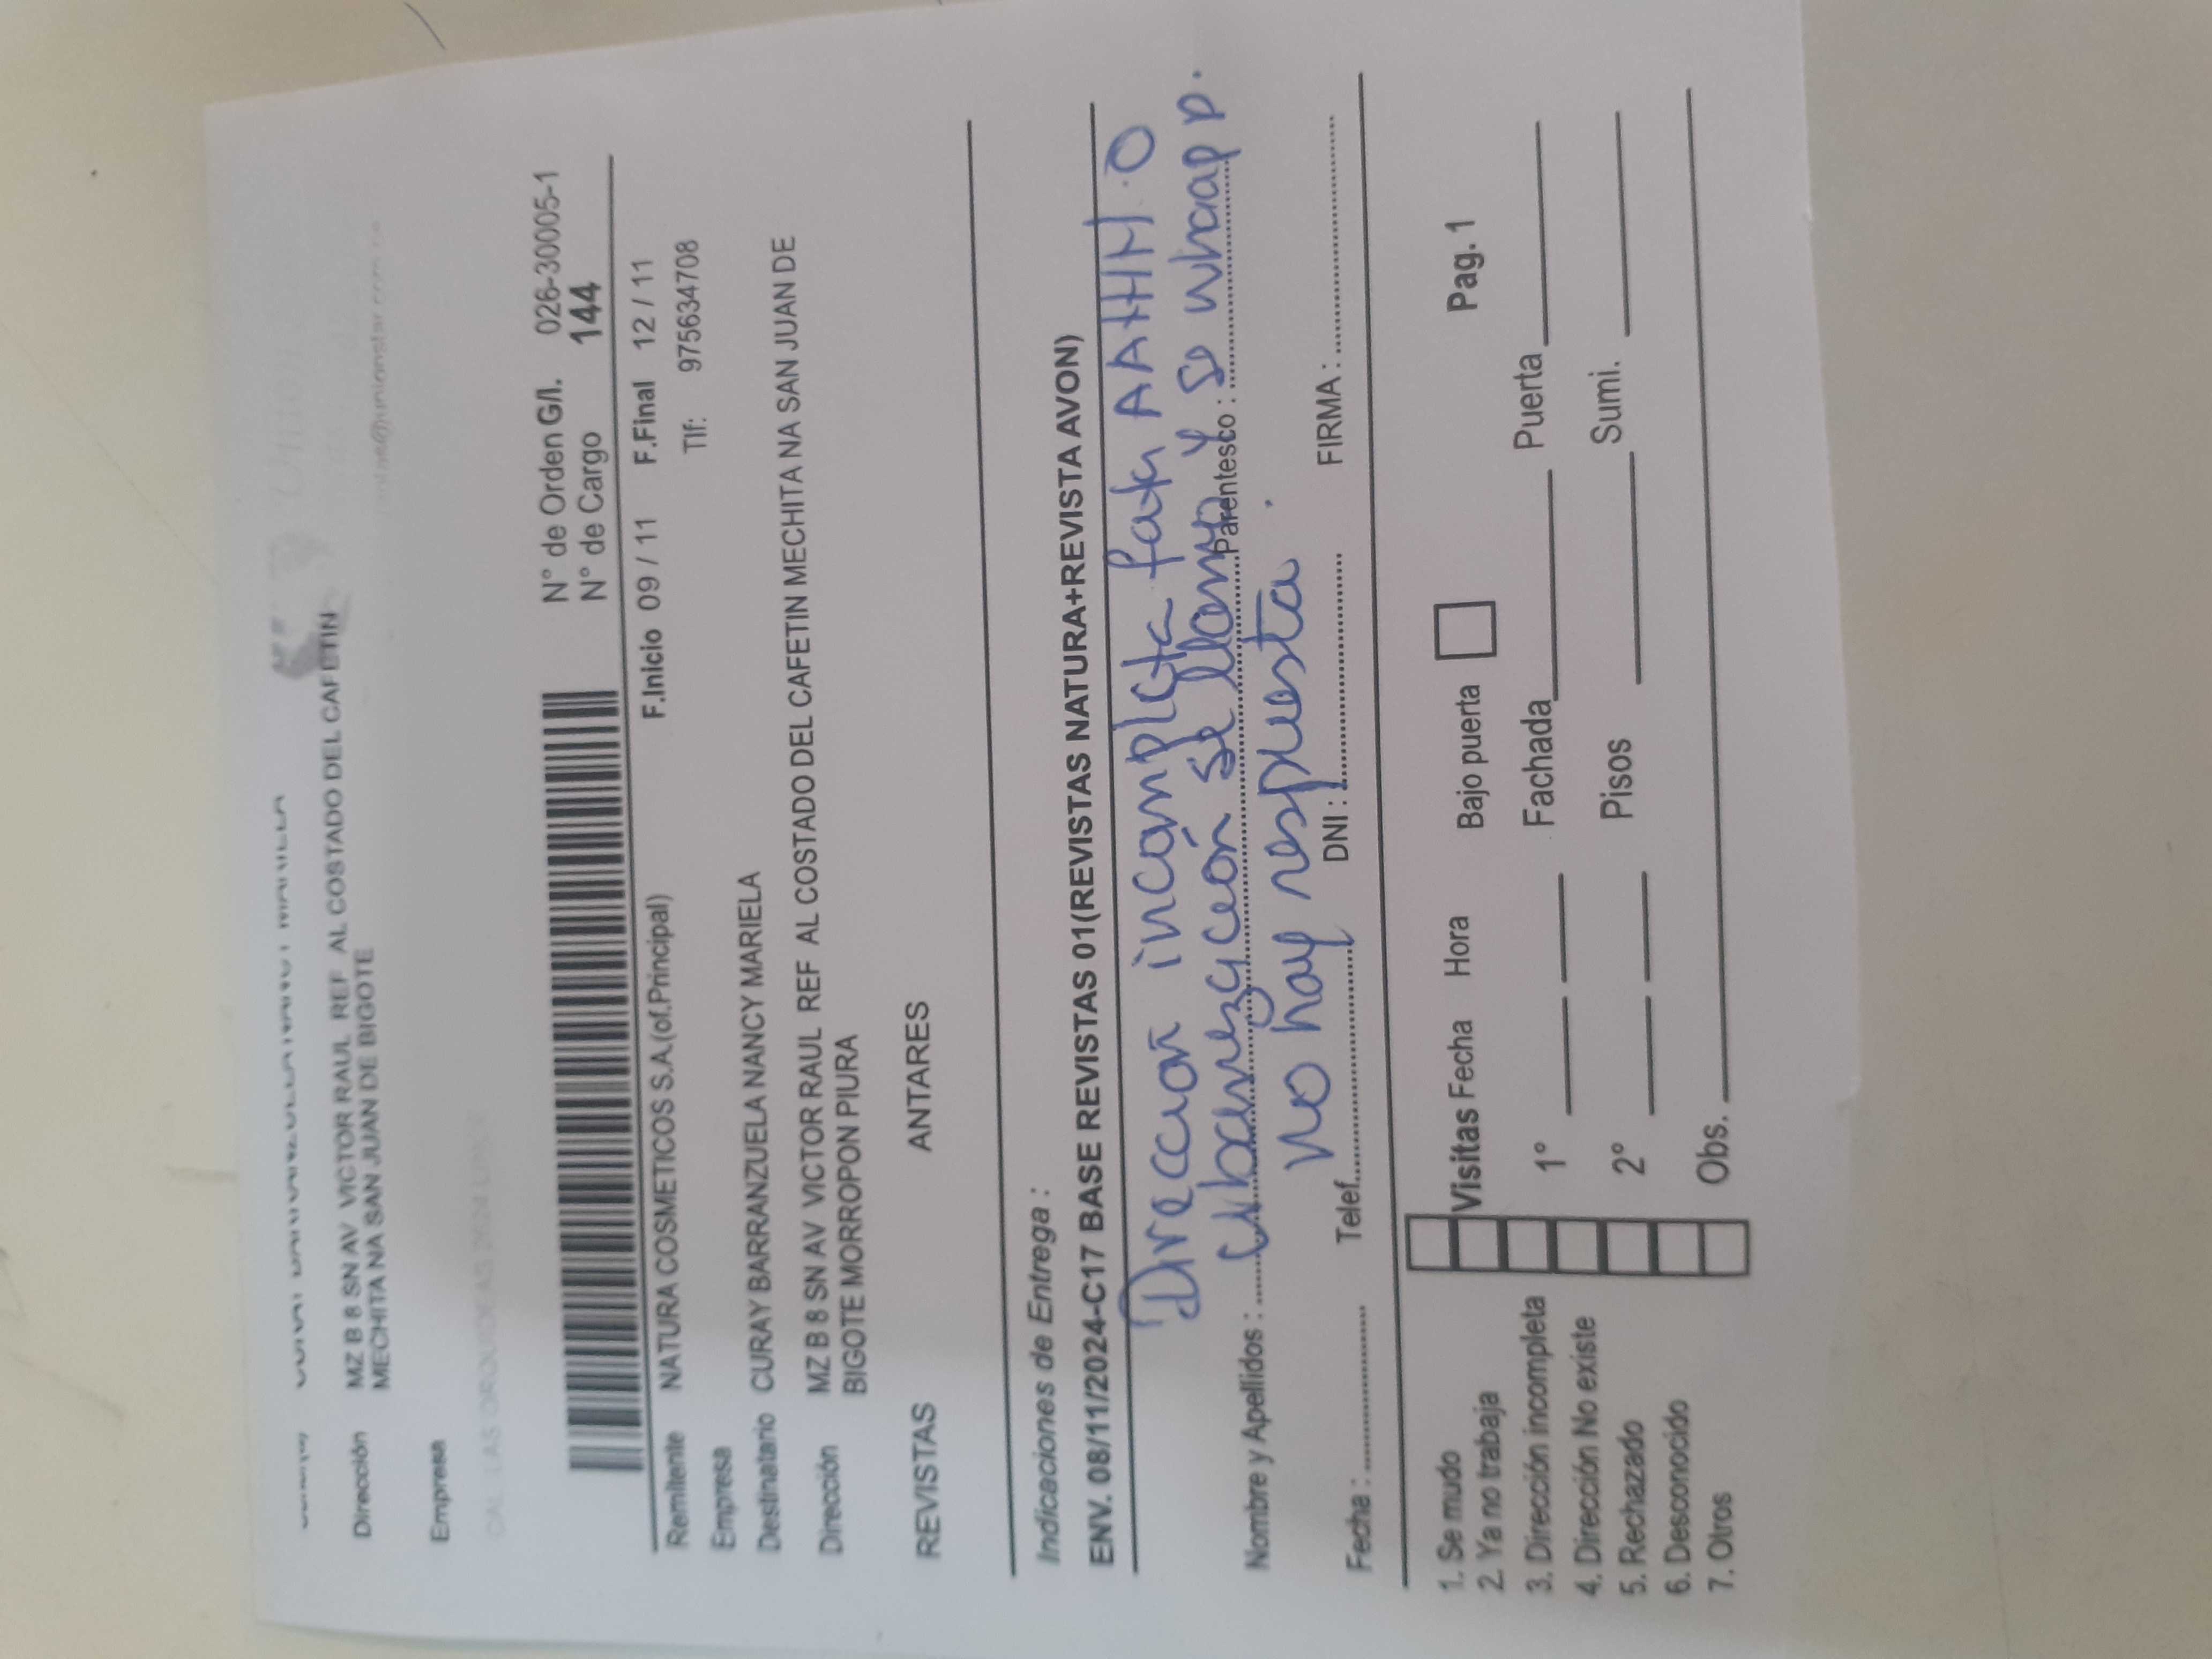 Dirección MZ B 8 SN AV VICTOR RAUL REF AL COSTADO DEL CAFETIN
MECHITA NA SAN JUAN DE BIGOTE
Empresa
N° de Orden G/I. 026-30005-1
N° de Cargo 144
F.Inicio 09 / 11 F.Final 12 / 11
Remitente NATURA COSMETICOS S.A.(of.Principal)
Tlf: 975634708
Empresa
Destinatario CURAY BARRANZUELA NANCY MARIELA
Dirección MZ B 8 SN AV VICTOR RAUL REF AL COSTADO DEL CAFETIN MECHITA NA SAN JUAN DE
BIGOTE MORROPON PIURA
REVISTAS ANTARES
Indicaciones de Entrega :
ENV. 08/11/2024-C17 BASE REVISTAS 01(REVISTAS NATURA+REVISTA AVON)
Dirección incompleta fata AAHH. O
Urbanización se llamo y se whaap p.
Nombre y Apellidos : Parentesco :
no hay respuesta.
Fecha : Telef. DNI : FIRMA :
1. Se mudo
2. Ya no trabaja
3. Dirección incompleta
4. Dirección No existe
5. Rechazado
6. Desconocido
7. Otros
Visitas Fecha Hora Bajo puerta Pag. 1
1° Fachada Puerta
2° Pisos Sumi.
Obs.